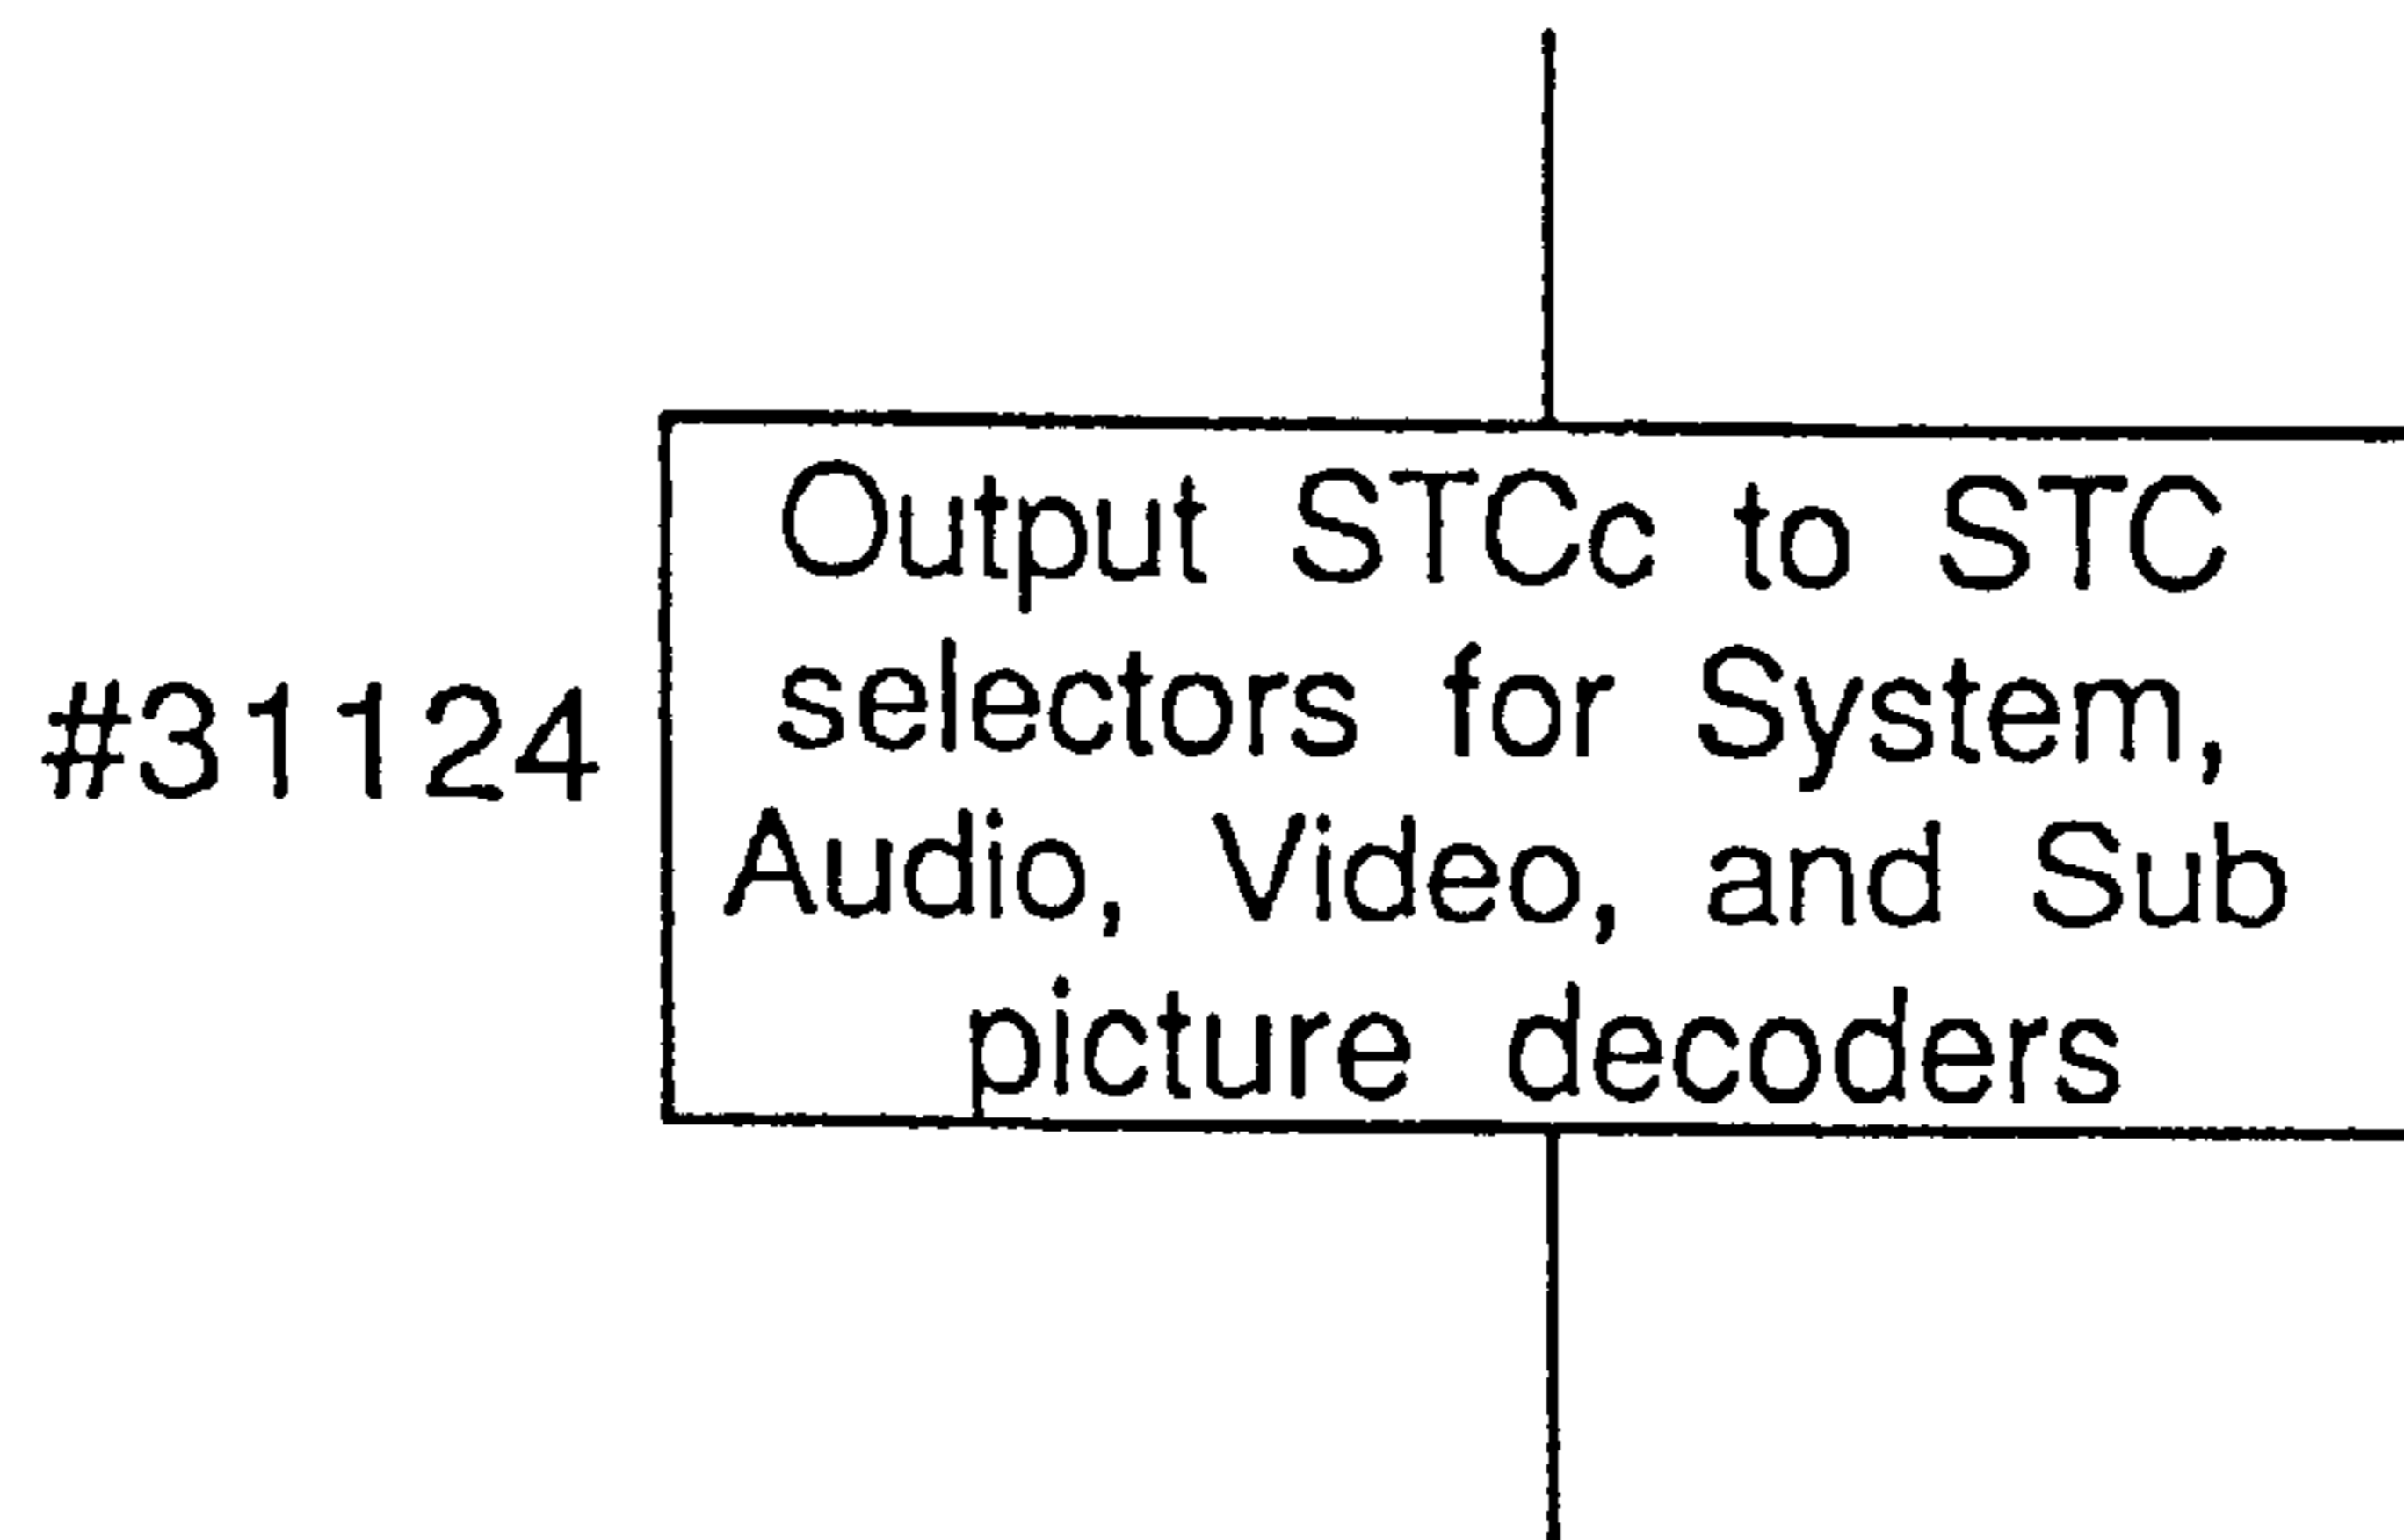 Output STCc to STC
selectors for System,
#31124
Audio, Video, and Sub
picture decoders